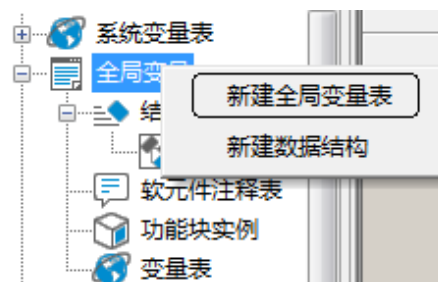 系统变量表
全局变
新建全局变量表
结
新建数据结构
软元件注释表
功能块实例
变量表